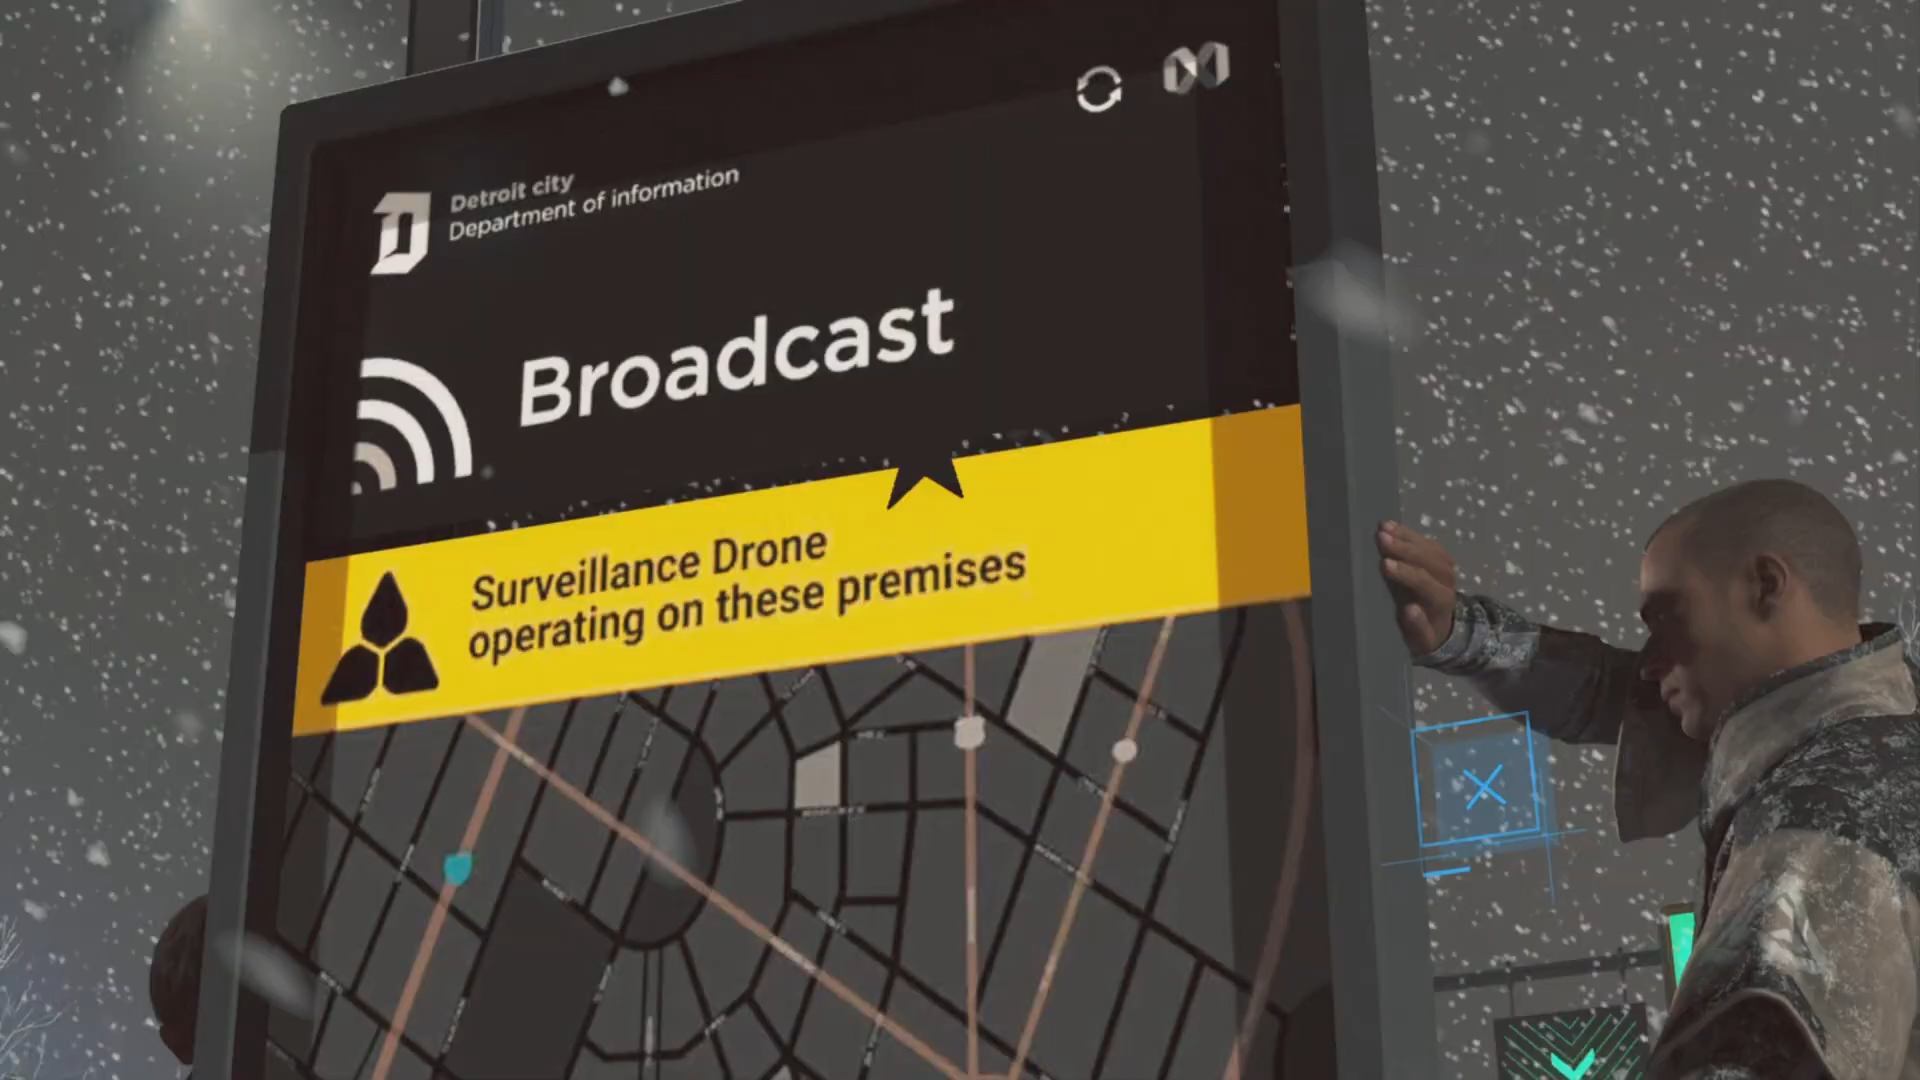 Detroit city
Department of information
Broadcast
Surveillance Drone
operating on these premises